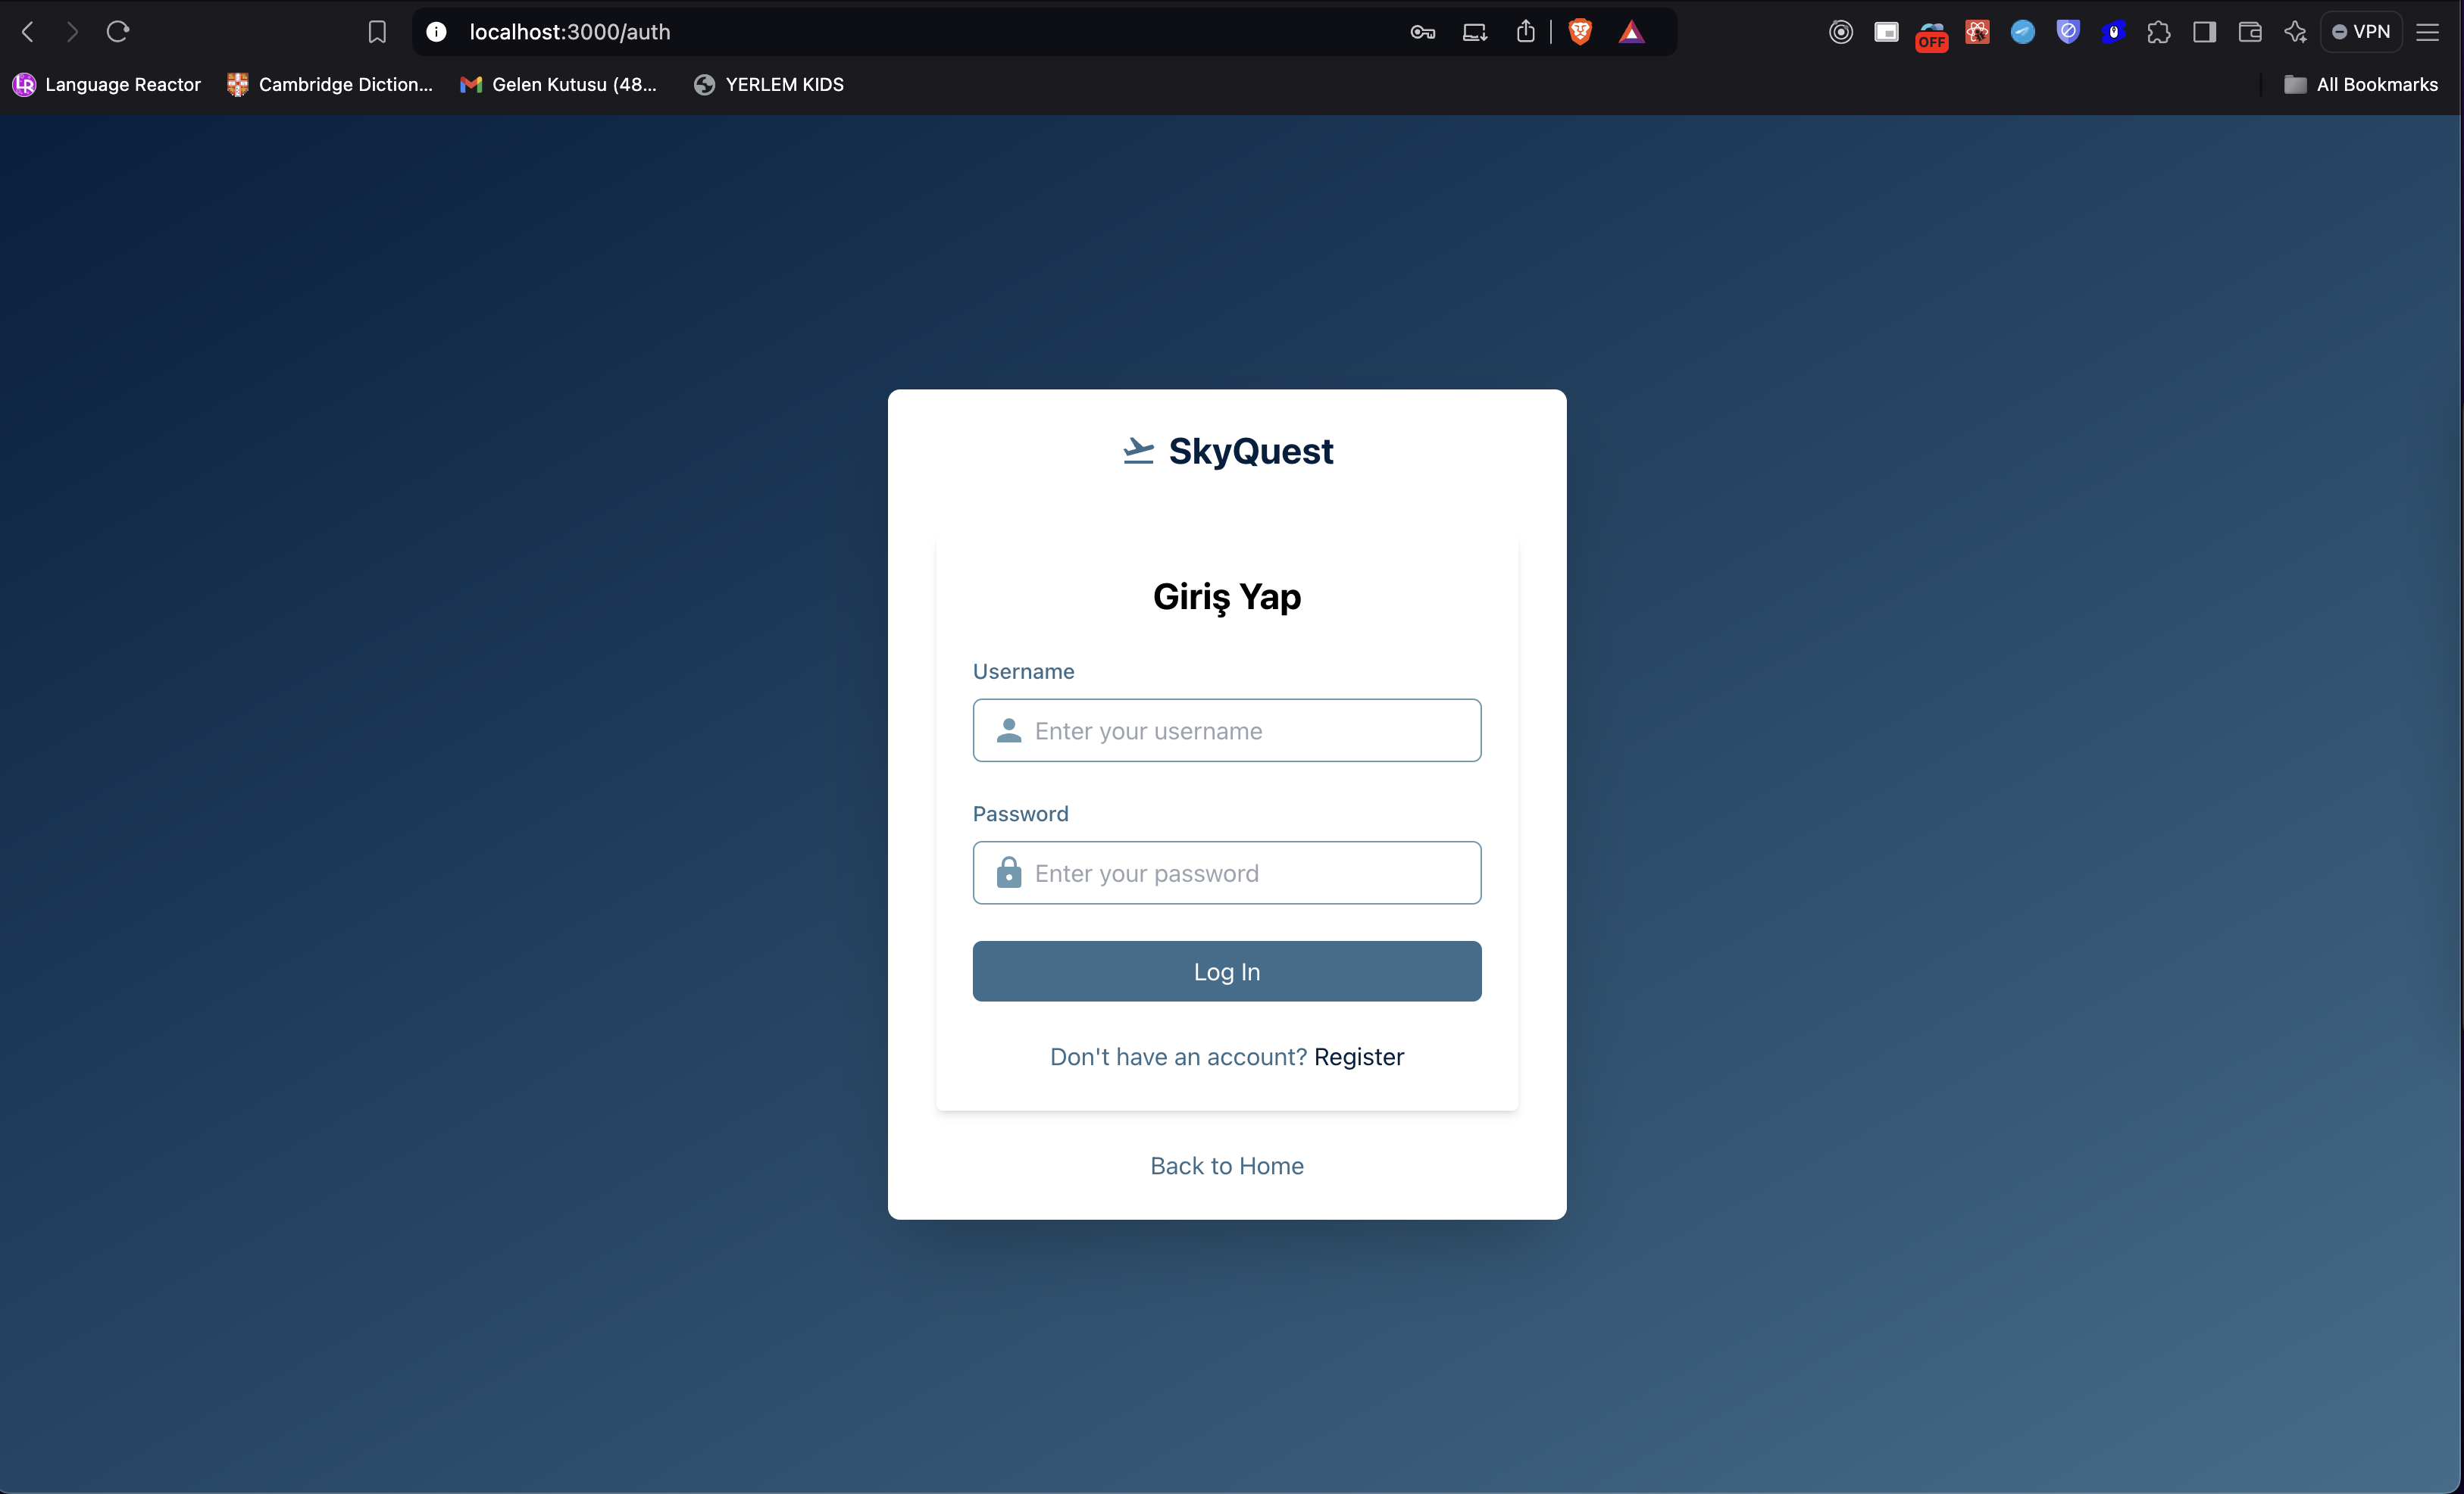 localhost:3000/auth
OFF
VPN
Language Reactor
Cambridge Diction...
Gelen Kutusu (48...
YERLEM KIDS
All Bookmarks
SkyQuest
Giriş Yap
Username
Enter your username
Password
Enter your password
Log In
Don't have an account? Register
Back to Home